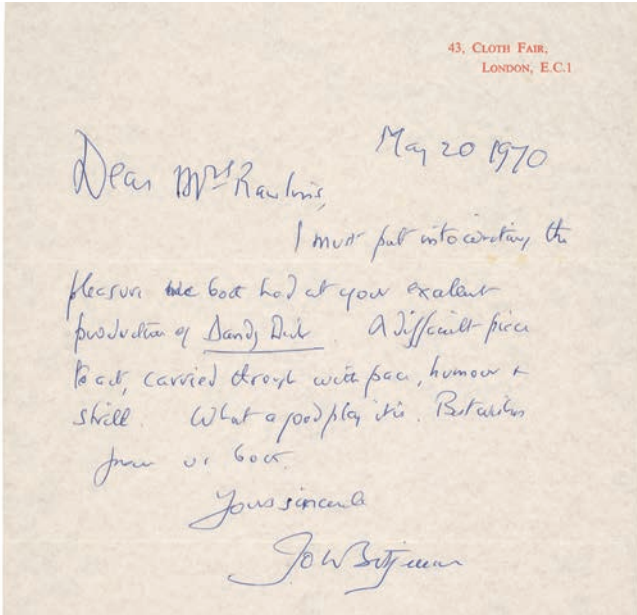 43, CLOTH FAIR,
LONDON, E.C.1
May 20 1970
Dear Mrs Rawlins,
I must put into writing the
pleasure we both had at your excellent
production of Dandy Dick. A difficult piece
to act, carried through with pace, humour +
skill. What a good play it is. Best wishes
from us both.
Yours sincerely
John Betjeman